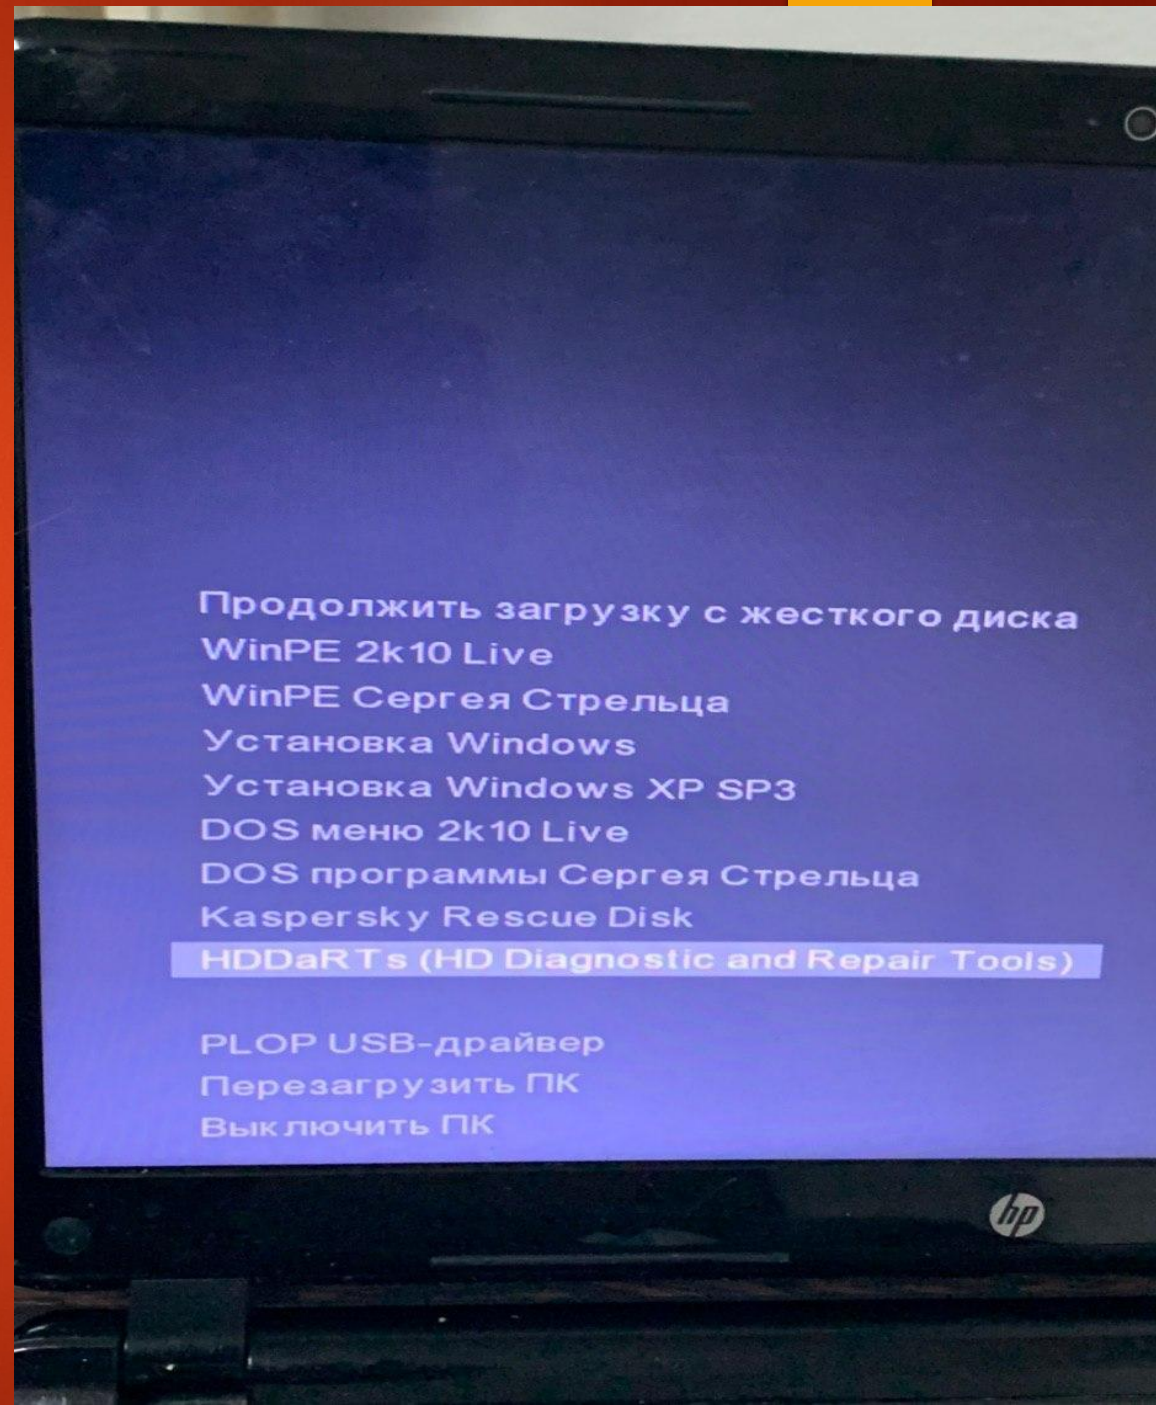 Продолжить загрузку с жесткого диска
WinPE 2k10 Live
WinPE Сергея Стрельца
Установка Windows
Установка Windows XP SP3
DOS меню 2k10 Live
DOS программы Сергея Стрельца
Kaspersky Rescue Disk
HDDaRTs (HD Diagnostic and Repair Tools)
PLOP USB-драйвер
Перезагрузить ПК
Выключить ПК
hp